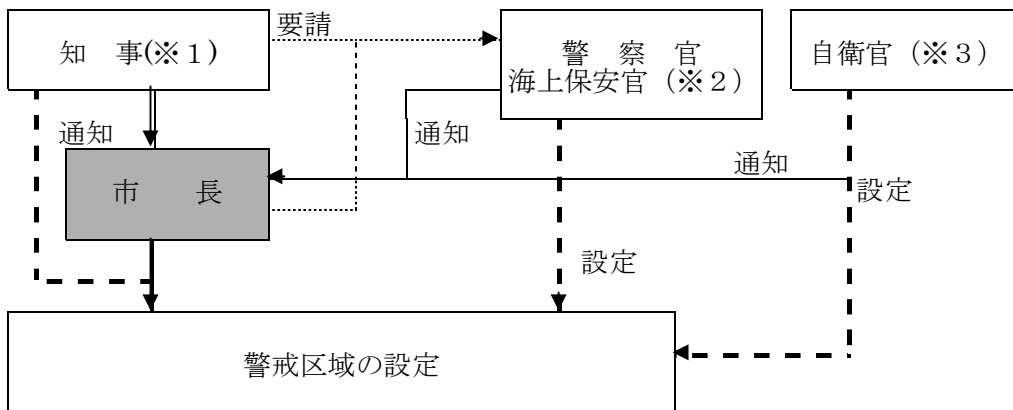 要請
知　事(※１)
警　察　官
海上保安官（※２）
自衛官（※３）
通知
通知
通知
市　　長
設定
設定
警戒区域の設定